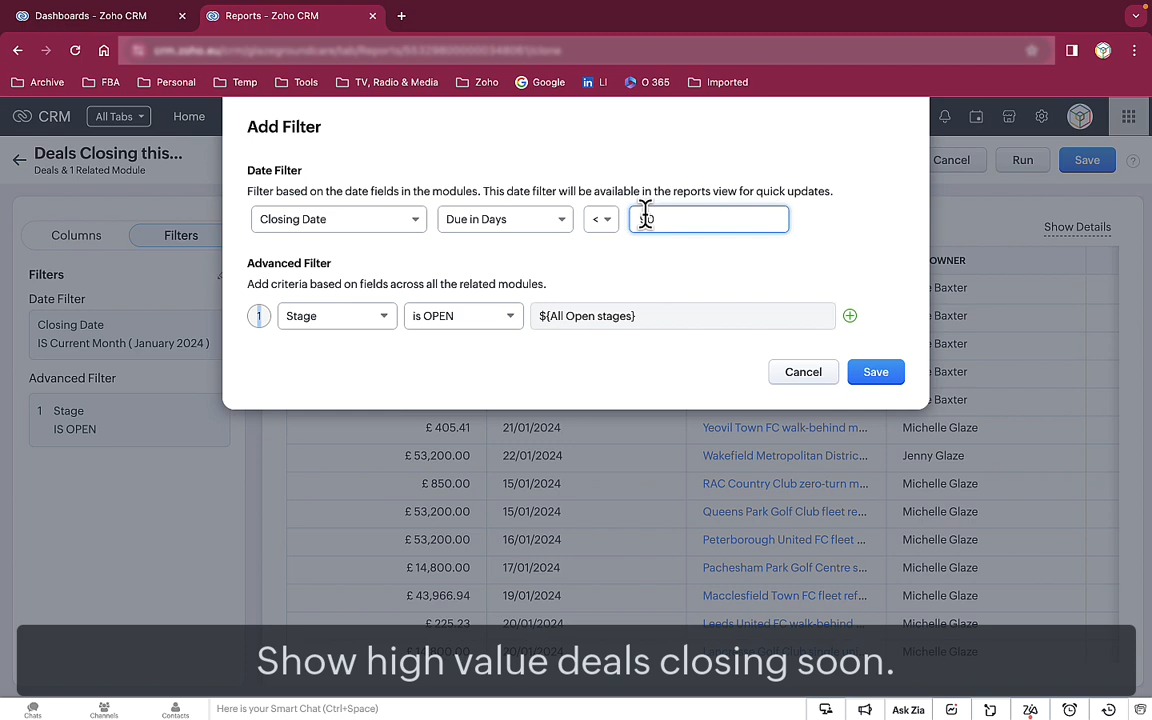 Dashboards - Zoho CRM
Reports - Zoho CRM
Archive
FBA
Personal
Temp
Tools
TV, Radio & Media
Zoho
Google
LI
O 365
Imported
CRM
All Tabs
Home
Deals Closing this...
Deals & 1 Related Module
Cancel
Run
Save
Columns
Filters
Show Details
Filters
Date Filter
Closing Date
IS Current Month ( January 2024 )
Advanced Filter
1 Stage
IS OPEN
Add Filter
Date Filter
Filter based on the date fields in the modules. This date filter will be available in the reports view for quick updates.
Closing Date
Due in Days
<
Advanced Filter
Add criteria based on fields across all the related modules.
1
Stage
is OPEN
${All Open stages}
Cancel
Save
OWNER
Baxter
Baxter
Baxter
Baxter
£ 405.41 21/01/2024 Yeovil Town FC walk-behind m... Michelle Glaze
£ 53,200.00 22/01/2024 Wakefield Metropolitan Distric... Jenny Glaze
£ 850.00 15/01/2024 RAC Country Club zero-turn m... Michelle Glaze
£ 53,200.00 15/01/2024 Queens Park Golf Club fleet re... Michelle Glaze
£ 53,200.00 16/01/2024 Peterborough United FC fleet ... Michelle Glaze
£ 14,800.00 17/01/2024 Pachesham Park Golf Centre s... Michelle Glaze
£ 43,966.94 19/01/2024 Macclesfield Town FC fleet ref... Michelle Glaze
£ 225.23 20/01/2024 Leeds United FC walk-behind ... Michelle Glaze
Show high value deals closing soon.
Chats
Channels
Contacts
Here is your Smart Chat (Ctrl+Space)
Ask Zia